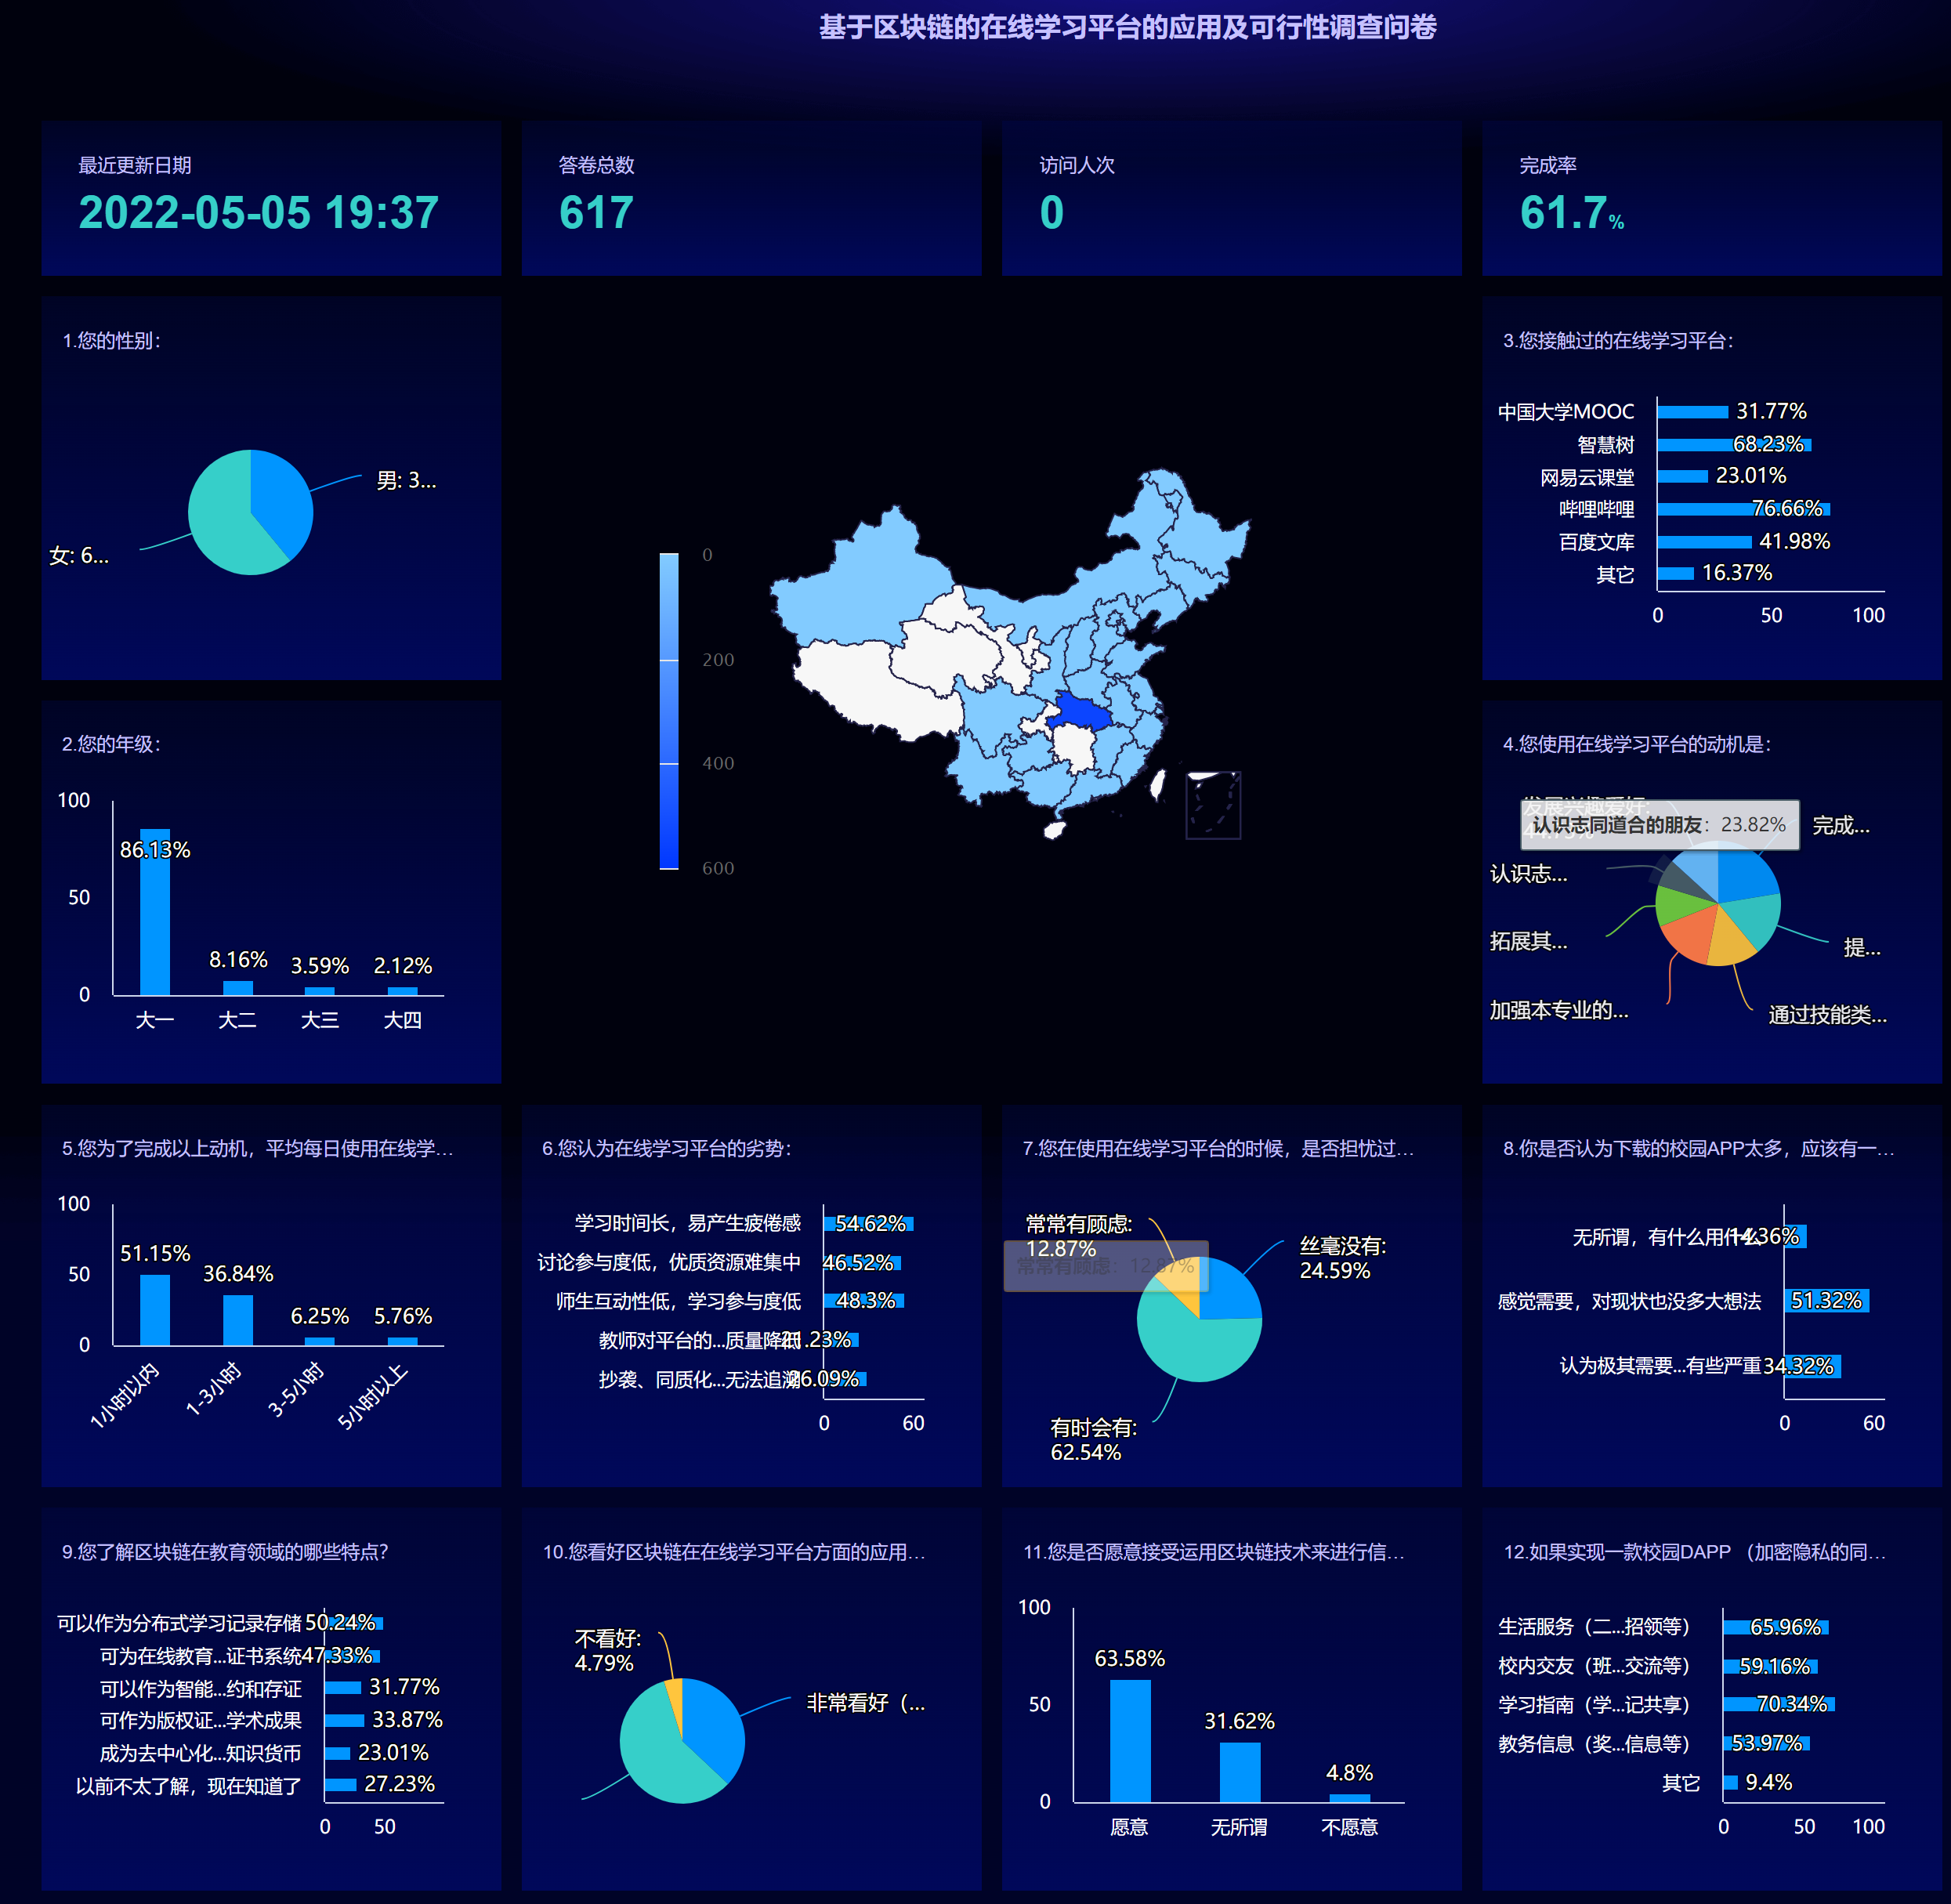 基于区块链的在线学习平台的应用及可行性调查问卷
最近更新日期
2022-05-05 19:37
答卷总数
617
访问人次
0
完成率
61.7%
1.您的性别：
男: 3...
女: 6...
0
200
400
600
3.您接触过的在线学习平台：
中国大学MOOC 31.77%
智慧树 68.23%
网易云课堂 23.01%
哔哩哔哩 76.66%
百度文库 41.98%
其它 16.37%
0 50 100
2.您的年级：
100
50
0
86.13%
8.16%
3.59%
2.12%
大一 大二 大三 大四
4.您使用在线学习平台的动机是：
发展兴趣爱好:
认识志同道合的朋友：23.82%
完成...
认识志...
拓展其...
提...
加强本专业的...
通过技能类...
5.您为了完成以上动机，平均每日使用在线学...
100
50
0
51.15%
36.84%
6.25%
5.76%
1小时以内 1-3小时 3-5小时 5小时以上
6.您认为在线学习平台的劣势：
学习时间长，易产生疲倦感 54.62%
讨论参与度低，优质资源难集中 46.52%
师生互动性低，学习参与度低 48.3%
教师对平台的...质量降低 21.23%
抄袭、同质化...无法追溯 26.09%
0 60
7.您在使用在线学习平台的时候，是否担忧过...
常常有顾虑:
12.87%
常常有顾虑：12.87%
丝毫没有:
24.59%
有时会有:
62.54%
8.你是否认为下载的校园APP太多，应该有一...
无所谓，有什么用什么 14.36%
感觉需要，对现状也没多大想法 51.32%
认为极其需要...有些严重 34.32%
0 60
9.您了解区块链在教育领域的哪些特点?
可以作为分布式学习记录存储 50.24%
可为在线教育...证书系统 47.33%
可以作为智能...约和存证 31.77%
可作为版权证...学术成果 33.87%
成为去中心化...知识货币 23.01%
以前不太了解，现在知道了 27.23%
0 50
10.您看好区块链在在线学习平台方面的应用...
不看好:
4.79%
非常看好（...
11.您是否愿意接受运用区块链技术来进行信...
100
50
0
63.58%
31.62%
4.8%
愿意 无所谓 不愿意
12.如果实现一款校园DAPP （加密隐私的同...
生活服务（二...招领等） 65.96%
校内交友（班...交流等） 59.16%
学习指南（学...记共享） 70.34%
教务信息（奖...信息等） 53.97%
其它 9.4%
0 50 100